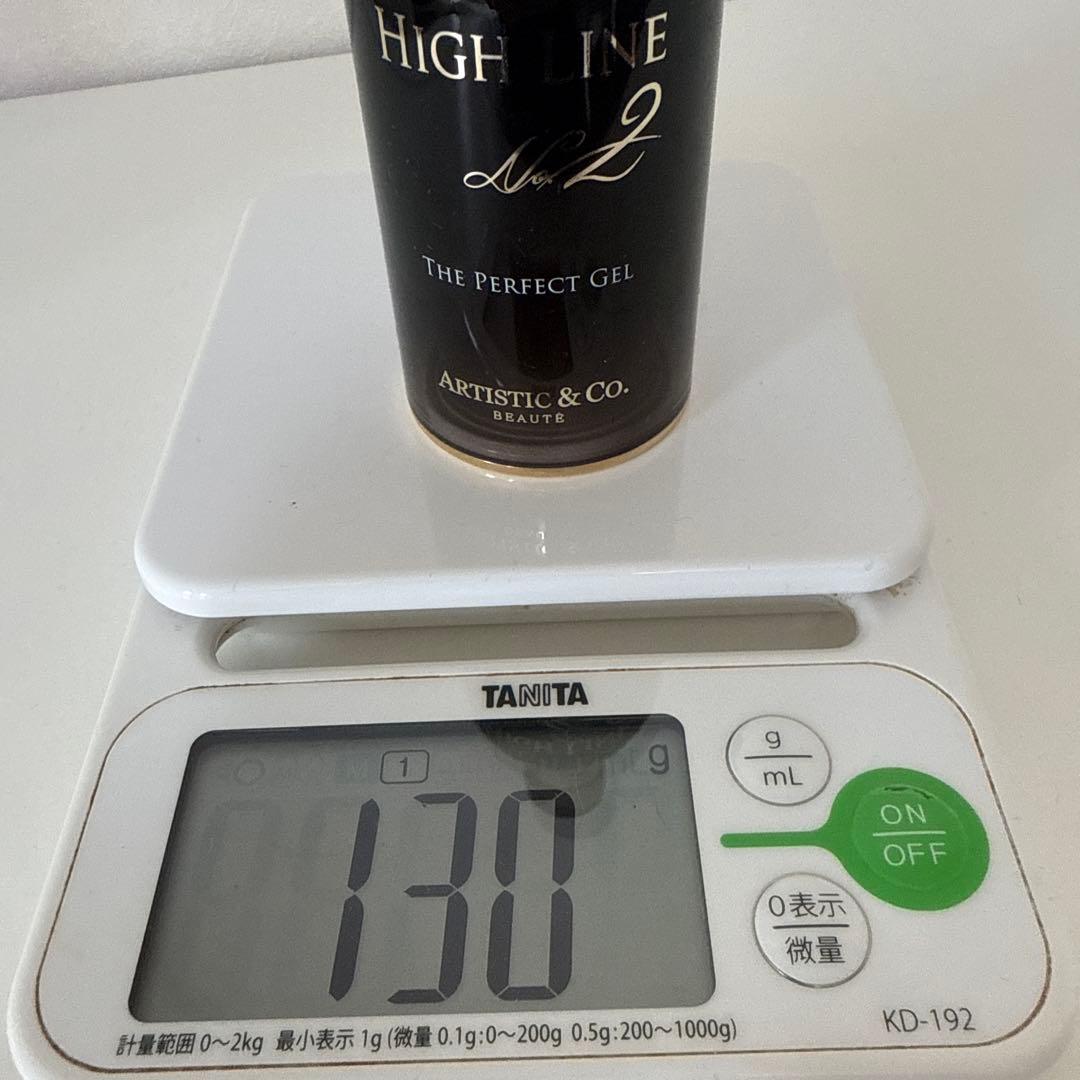 HIGH LINE
No. 2
THE PERFECT GEL
ARTISTIC & CO.
BEAUTÉ
TANITA
1 g
130
g
mL
ON
OFF
0表示
微量
KD-192
計量範囲 0～2kg 最小表示 1g (微量 0.1g:0～200g 0.5g:200～1000g)